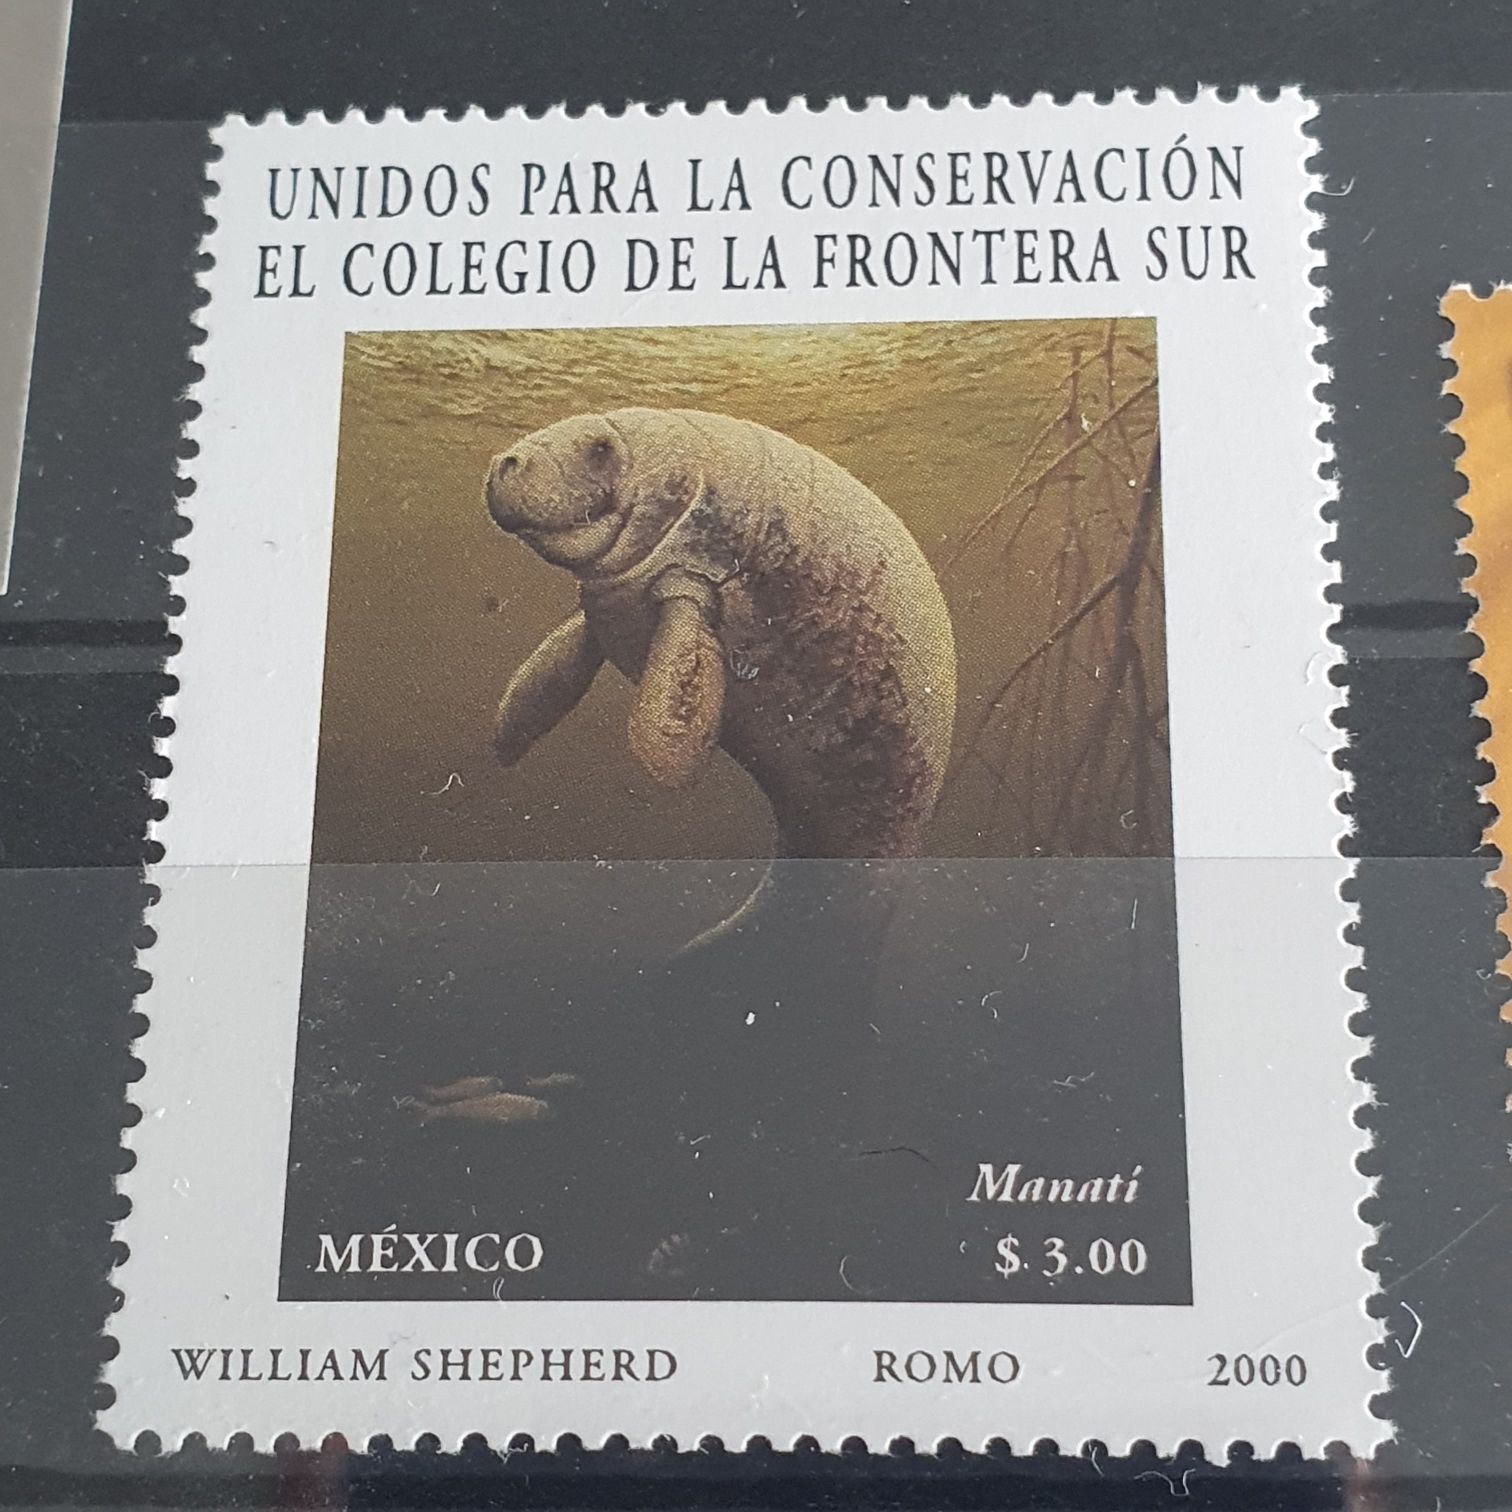 UNIDOS PARA LA CONSERVACIÓN
EL COLEGIO DE LA FRONTERA SUR
Manatí
MÉXICO $ 3.00
WILLIAM SHEPHERD ROMO 2000